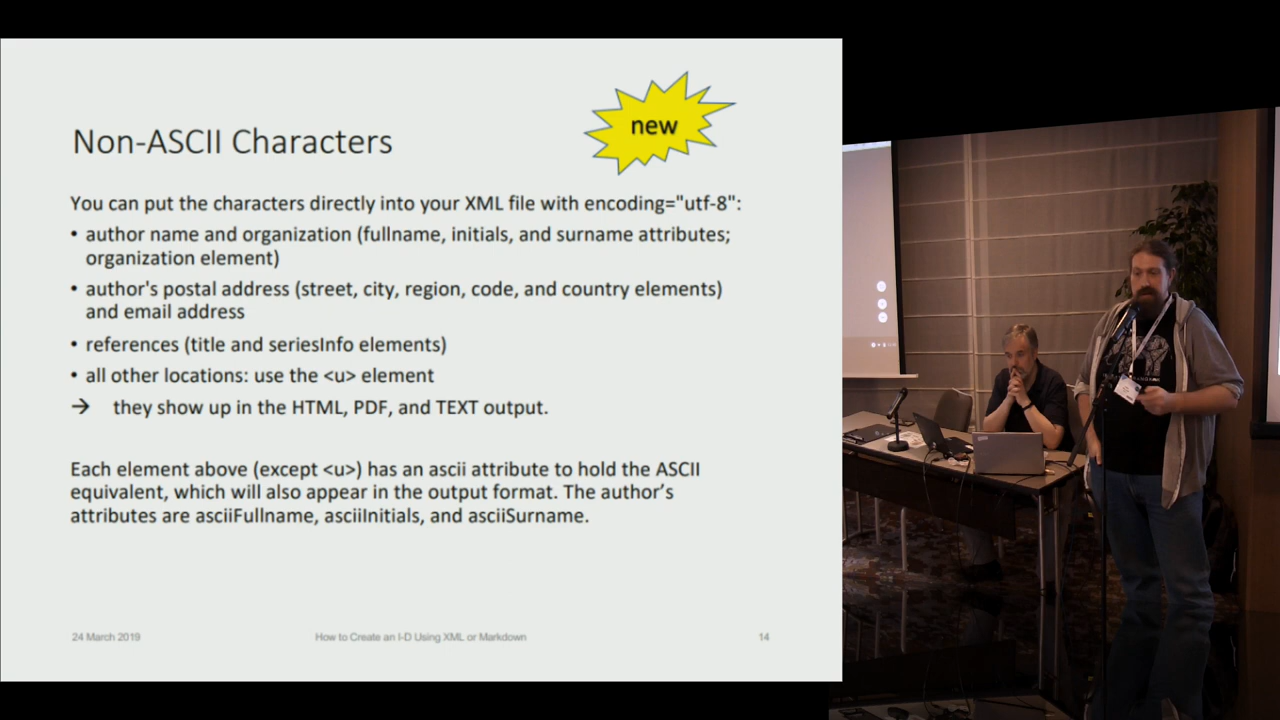 new
Non-ASCII Characters
You can put the characters directly into your XML file with encoding="utf-8":
• author name and organization (fullname, initials, and surname attributes;
organization element)
• author's postal address (street, city, region, code, and country elements)
and email address
• references (title and seriesInfo elements)
• all other locations: use the <u> element
→ they show up in the HTML, PDF, and TEXT output.
Each element above (except <u>) has an ascii attribute to hold the ASCII
equivalent, which will also appear in the output format. The author’s
attributes are asciiFullname, asciiInitials, and asciiSurname.
24 March 2019
How to Create an I-D Using XML or Markdown
14